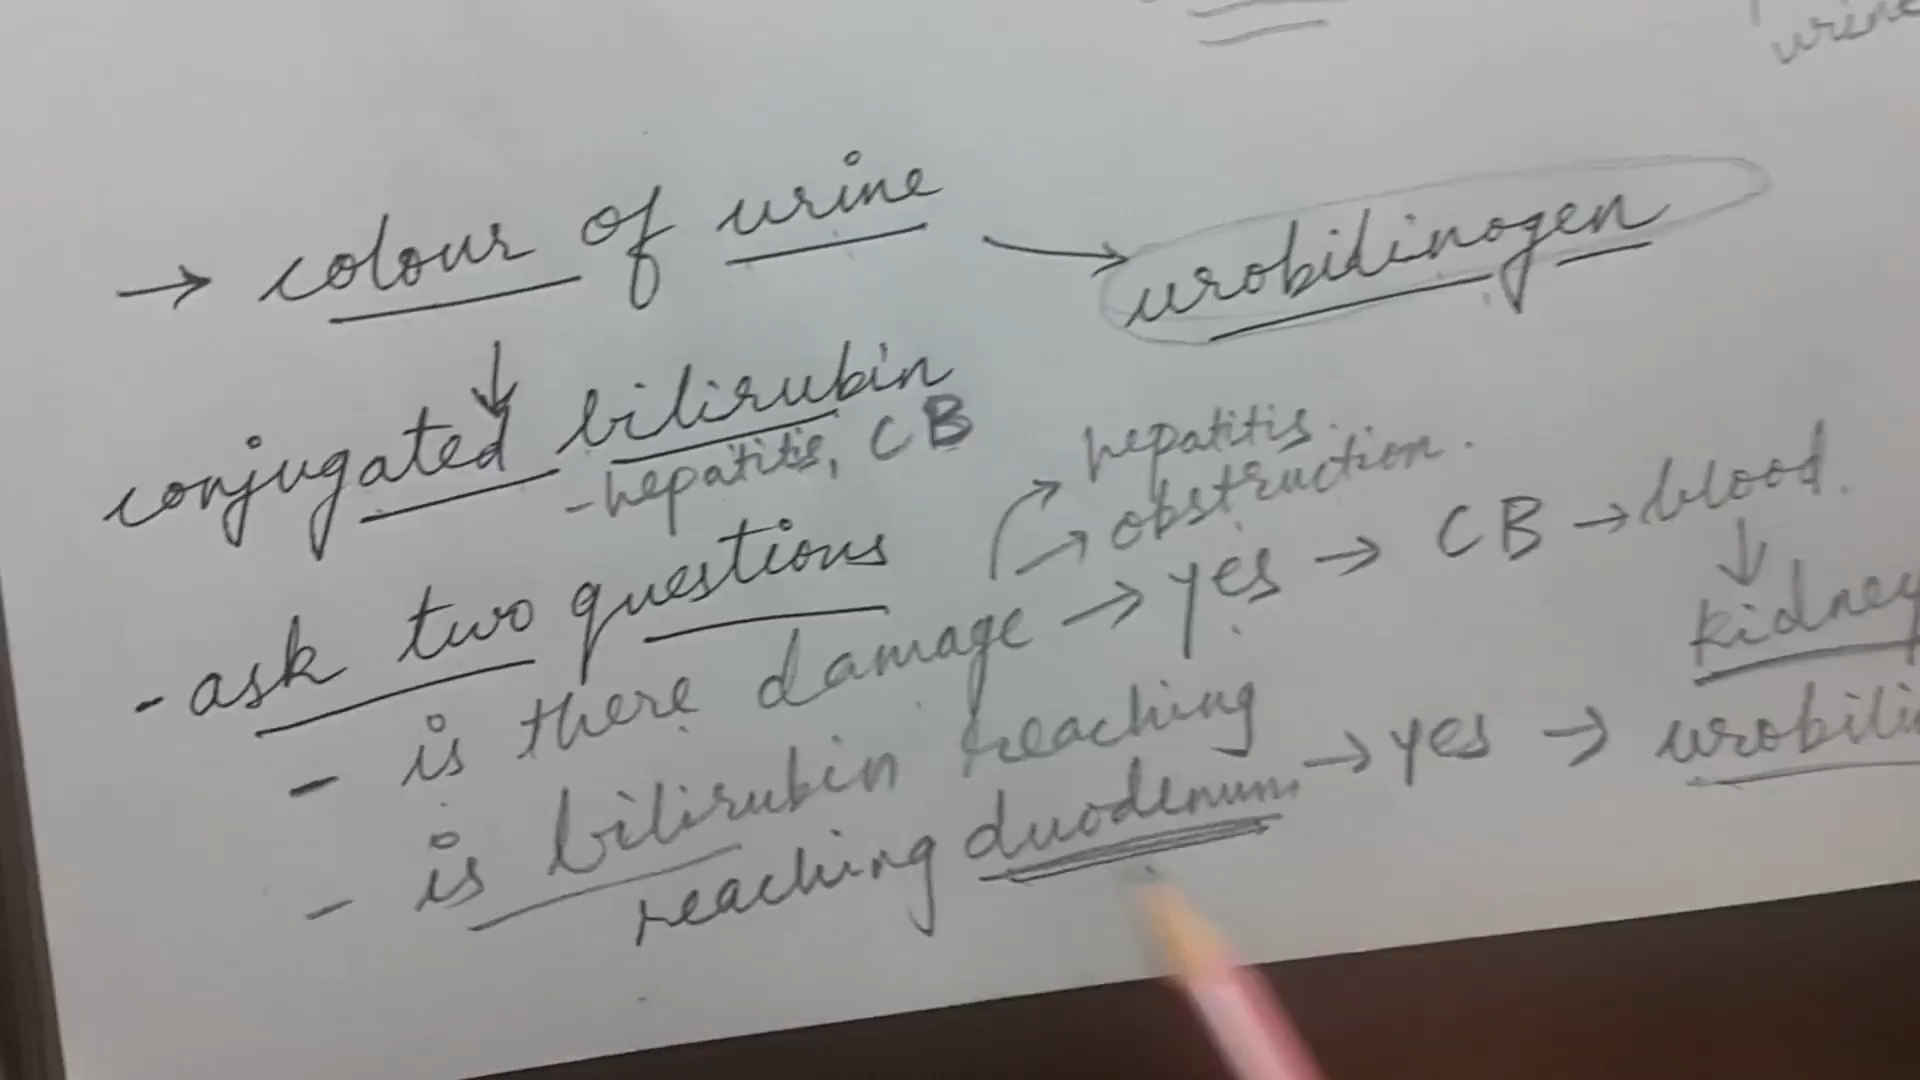 urine
→ colour of urine → urobilinogen
↓
conjugated bilirubin
- hepatitis, CB
- ask two questions
→ hepatitis.
→ obstruction.
- is there damage → yes → CB → blood.
↓
kidney
- is bilirubin reaching
reaching duodenum. → yes → urobili